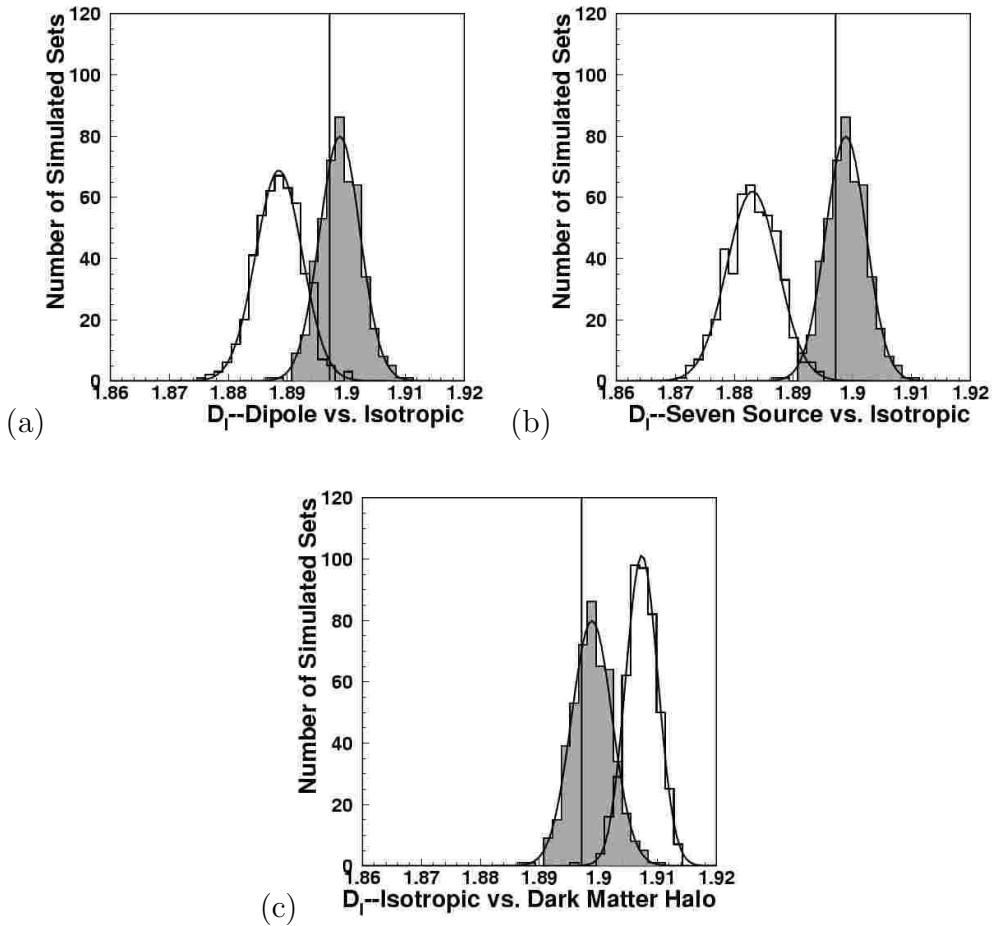 120
100
80
60
40
20
0
Number of Simulated Sets
1.86 1.87 1.88 1.89 1.9 1.91 1.92
D_I--Dipole vs. Isotropic
(a)
120
100
80
60
40
20
0
Number of Simulated Sets
1.86 1.87 1.88 1.89 1.9 1.91 1.92
D_I--Seven Source vs. Isotropic
(b)
120
100
80
60
40
20
0
Number of Simulated Sets
1.86 1.87 1.88 1.89 1.9 1.91 1.92
D_I--Isotropic vs. Dark Matter Halo
(c)